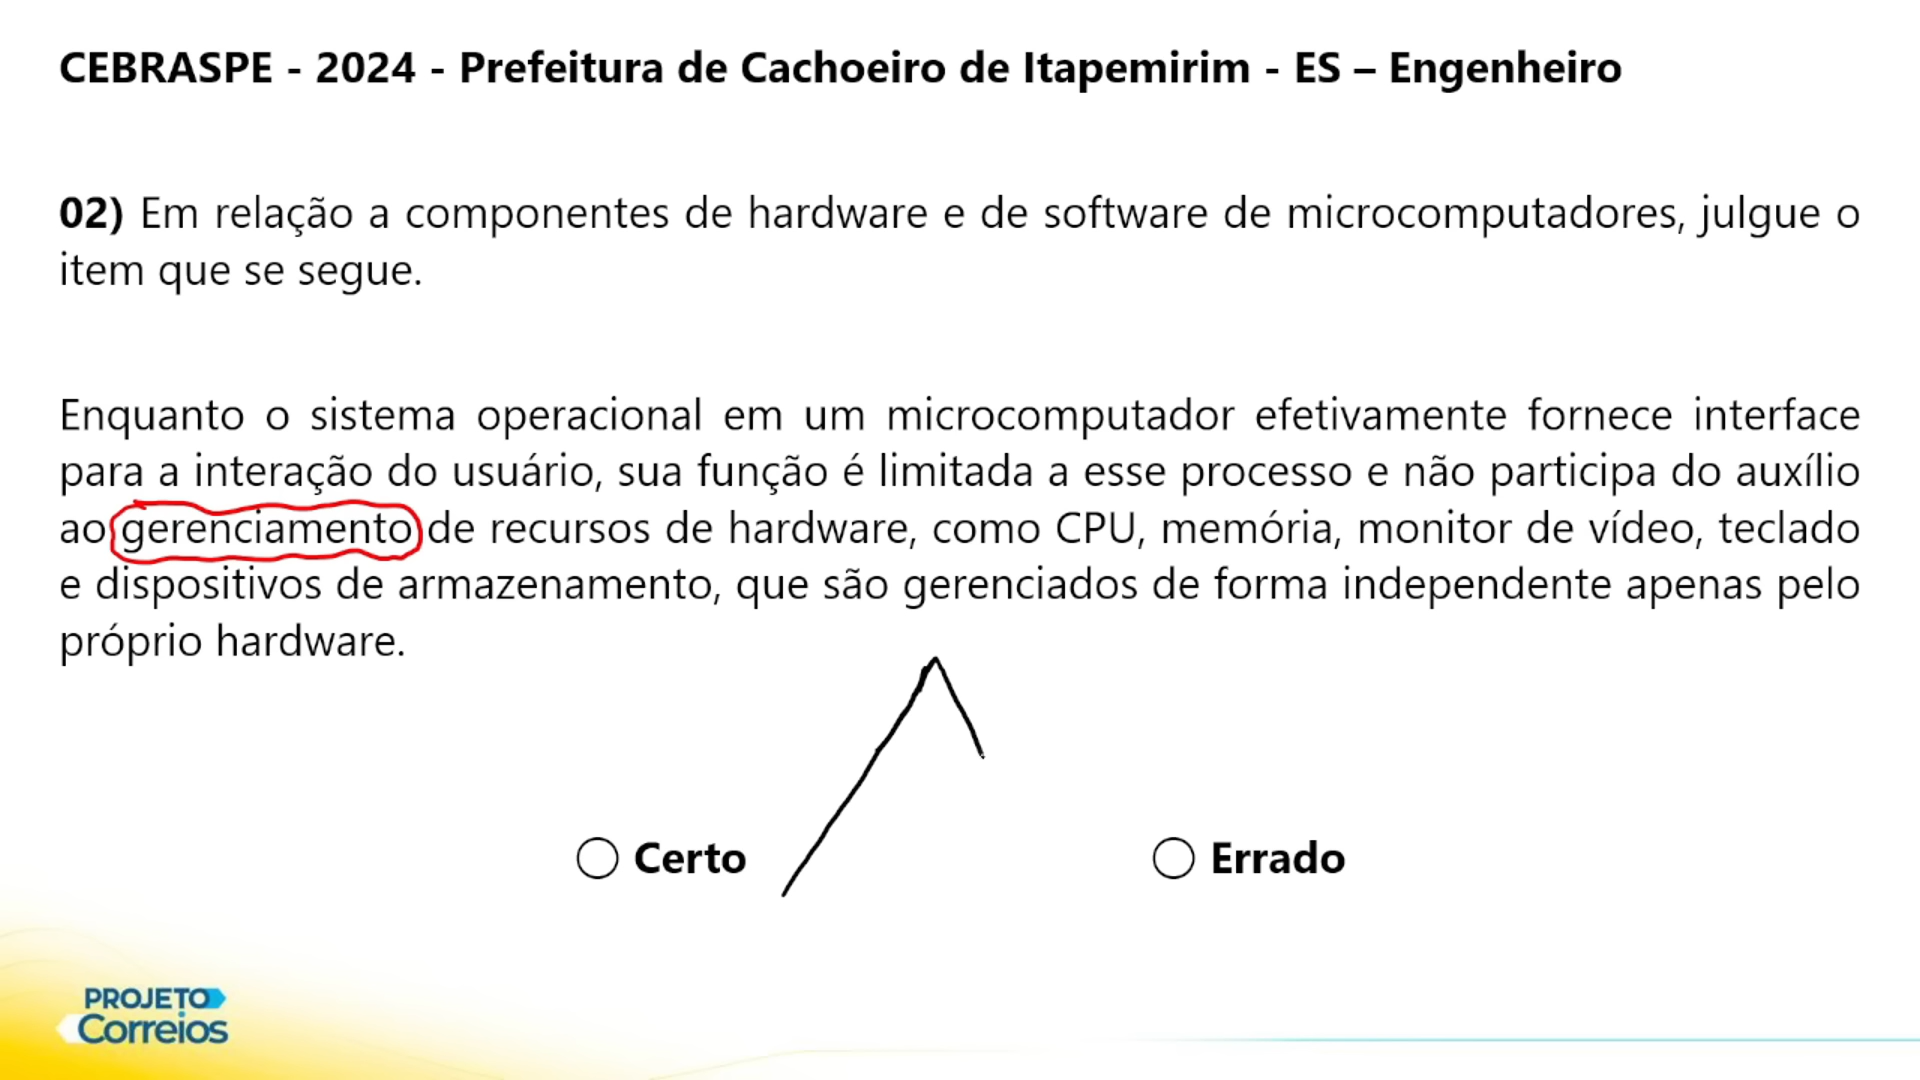 CEBRASPE - 2024 - Prefeitura de Cachoeiro de Itapemirim - ES – Engenheiro
02) Em relação a componentes de hardware e de software de microcomputadores, julgue o
item que se segue.
Enquanto o sistema operacional em um microcomputador efetivamente fornece interface
para a interação do usuário, sua função é limitada a esse processo e não participa do auxílio
ao gerenciamento de recursos de hardware, como CPU, memória, monitor de vídeo, teclado
e dispositivos de armazenamento, que são gerenciados de forma independente apenas pelo
próprio hardware.
Certo
Errado
PROJETO
Correios